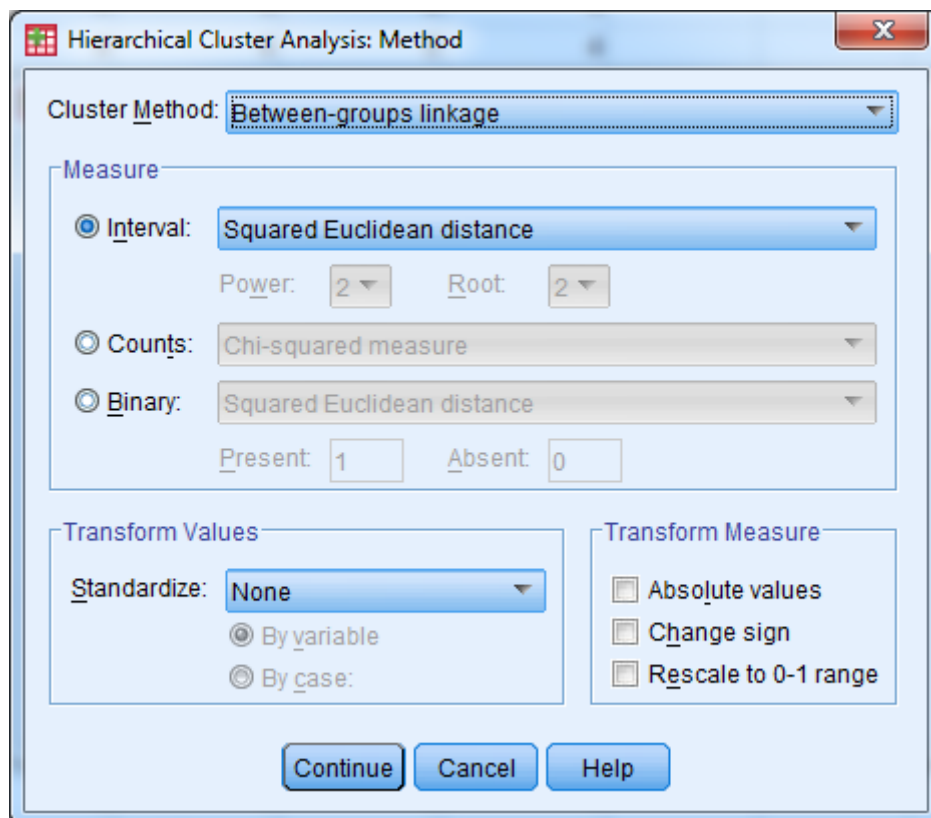 Hierarchical Cluster Analysis: Method
Cluster Method: Between-groups linkage
Measure
Interval: Squared Euclidean distance
Power: 2 Root: 2
Counts: Chi-squared measure
Binary: Squared Euclidean distance
Present: 1 Absent: 0
Transform Values
Standardize: None
By variable
By case:
Transform Measure
Absolute values
Change sign
Rescale to 0-1 range
Continue Cancel Help